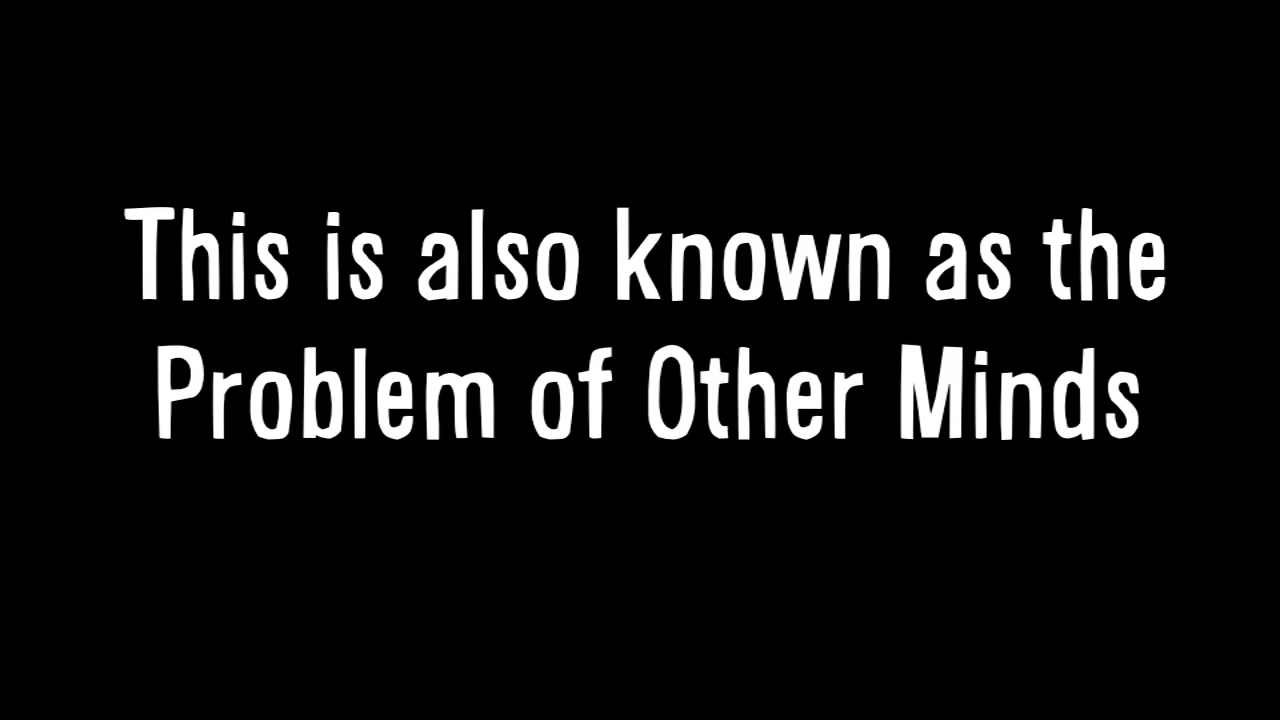 This is also known as the
Problem of Other Minds